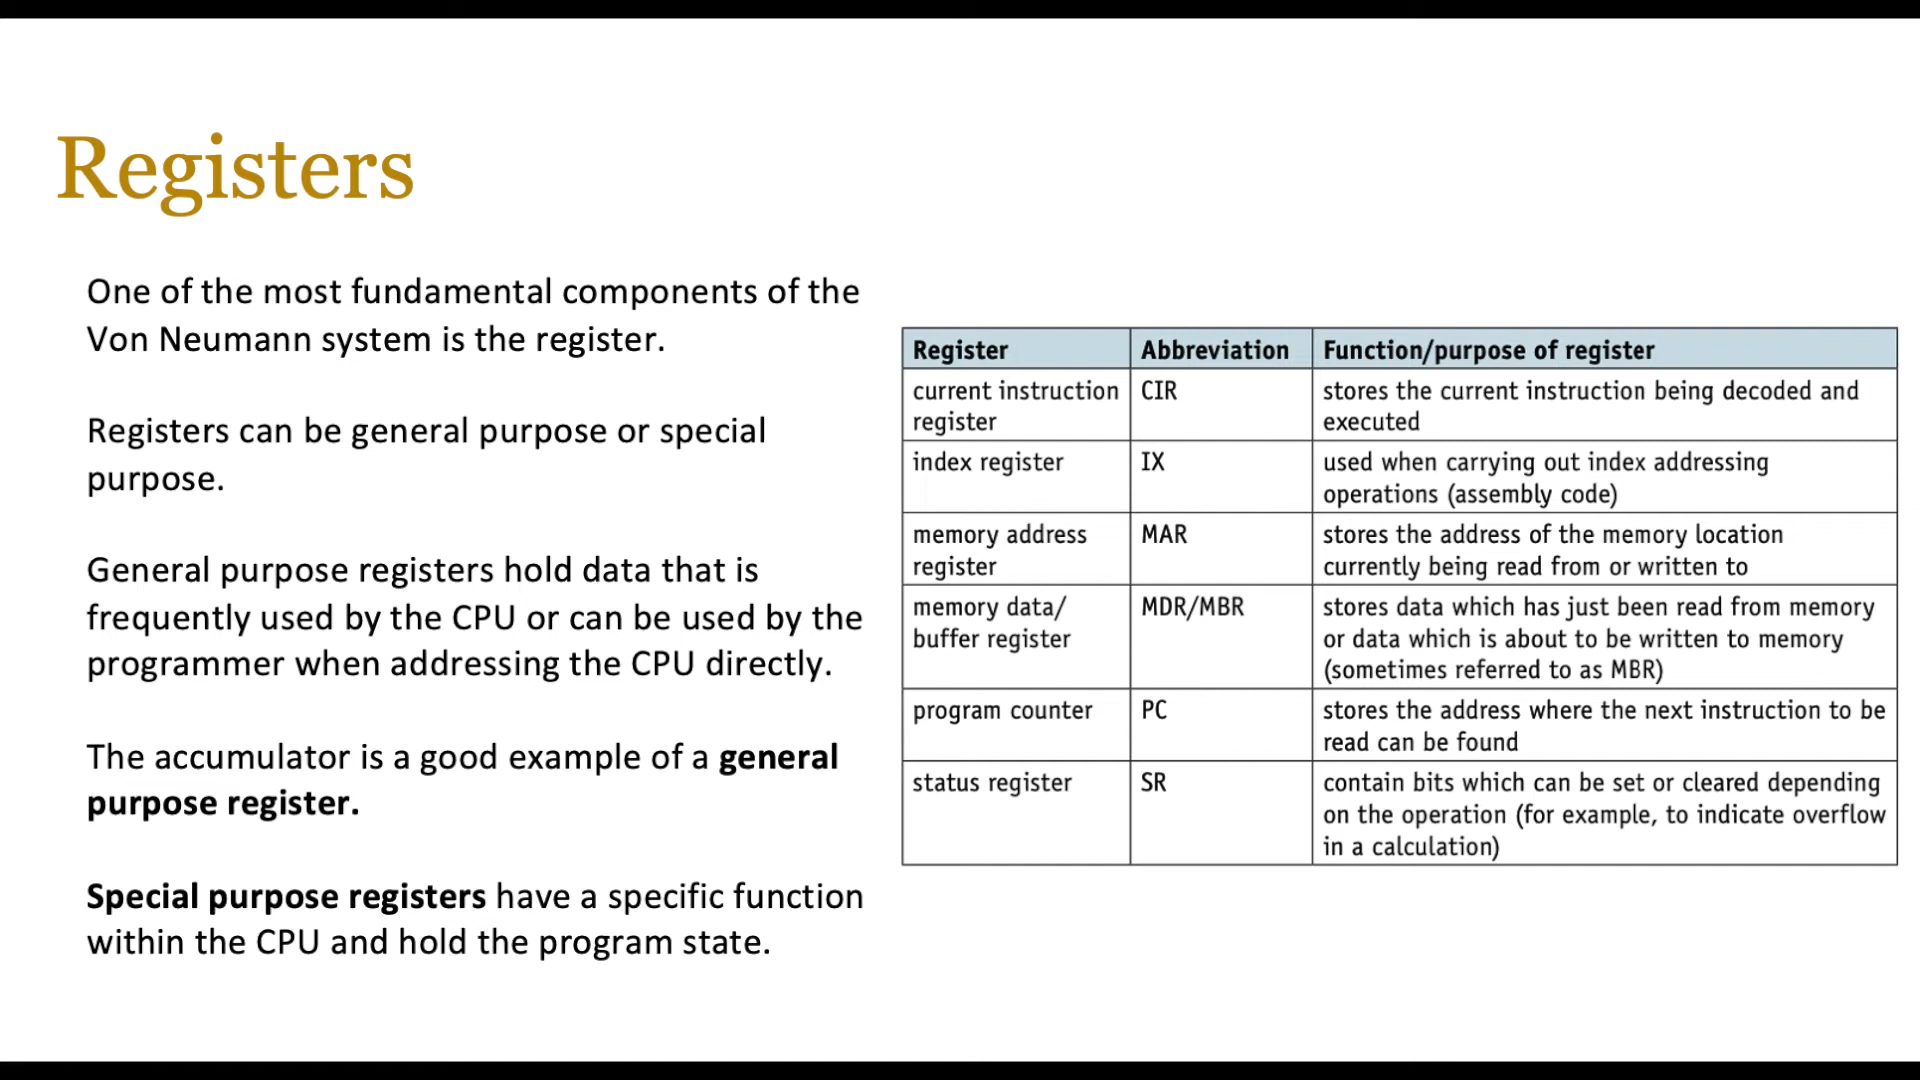 Registers
One of the most fundamental components of the
Von Neumann system is the register.
Registers can be general purpose or special
purpose.
General purpose registers hold data that is
frequently used by the CPU or can be used by the
programmer when addressing the CPU directly.
The accumulator is a good example of a general
purpose register.
Special purpose registers have a specific function
within the CPU and hold the program state.
Register Abbreviation Function/purpose of register
current instruction CIR stores the current instruction being decoded and
register executed
index register IX used when carrying out index addressing
operations (assembly code)
memory address MAR stores the address of the memory location
register currently being read from or written to
memory data/ MDR/MBR stores data which has just been read from memory
buffer register or data which is about to be written to memory
(sometimes referred to as MBR)
program counter PC stores the address where the next instruction to be
read can be found
status register SR contain bits which can be set or cleared depending
on the operation (for example, to indicate overflow
in a calculation)